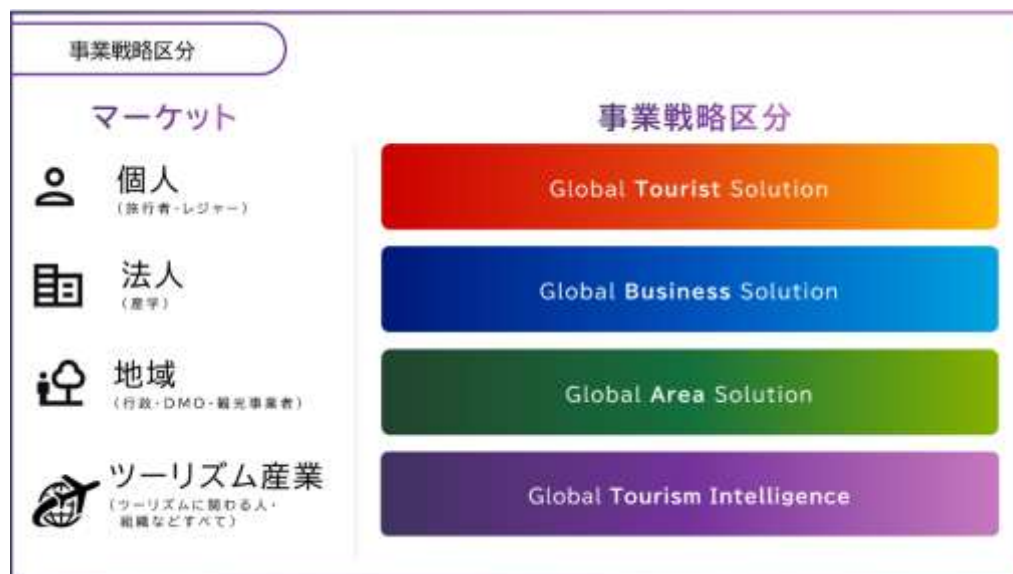 事業戦略区分
マーケット
事業戦略区分
個人
(旅行者・レジャー)
Global Tourist Solution
法人
(産学)
Global Business Solution
地域
(行政・DMO・観光事業者)
Global Area Solution
ツーリズム産業
(ツーリズムに関わる人・
組織などすべて)
Global Tourism Intelligence